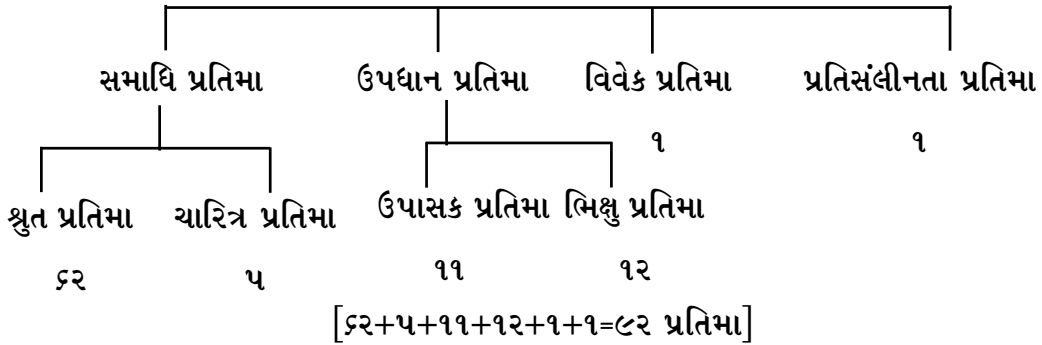 સમાધિ પ્રતિમા ઉપધાન પ્રતિમા વિવેક પ્રતિમા પ્રતિસંલીનતા પ્રતિમા
૧ ૧
શ્રુત પ્રતિમા ચારિત્ર પ્રતિમા ઉપાસક પ્રતિમા ભિક્ષુ પ્રતિમા
૬૨ ૫ ૧૧ ૧૨
[૬૨+૫+૧૧+૧૨+૧+૧=૯૨ પ્રતિમા]